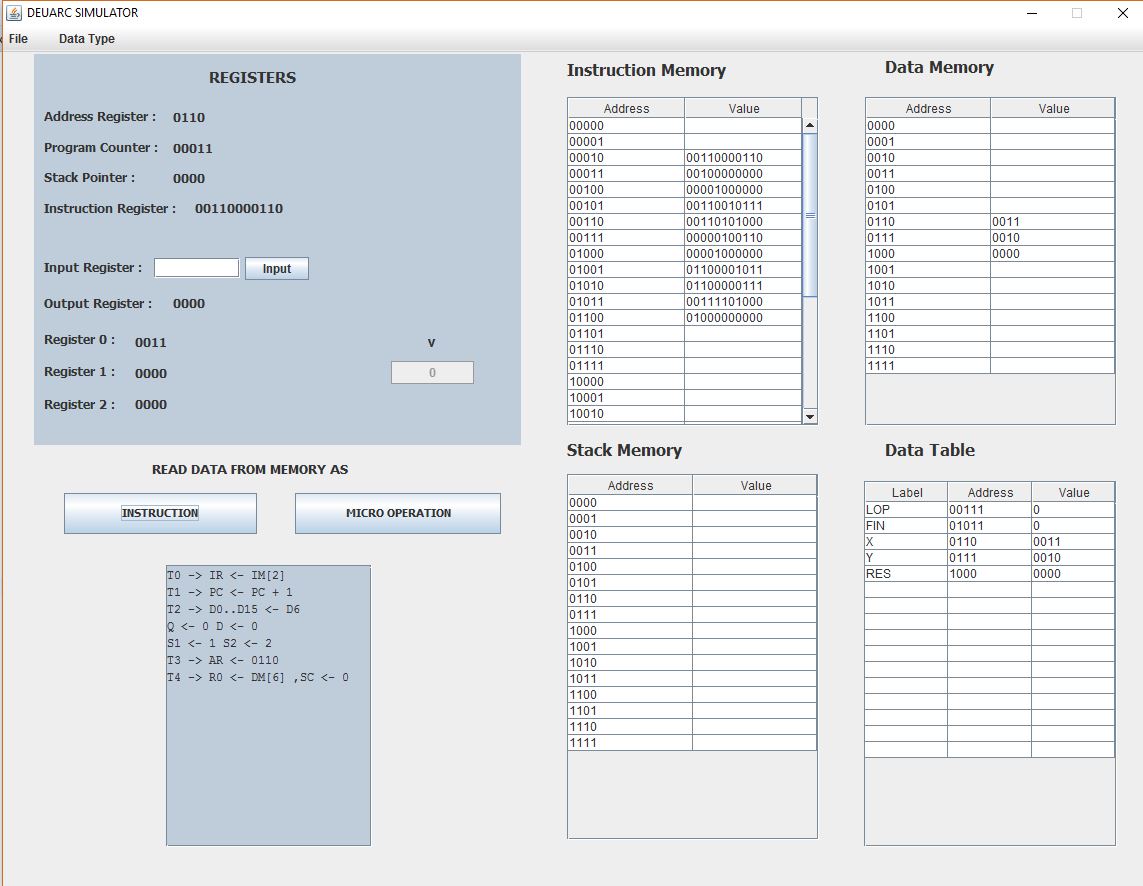 DEUARC SIMULATOR
File Data Type
REGISTERS
Address Register : 0110
Program Counter : 00011
Stack Pointer : 0000
Instruction Register : 00110000110
Input Register : Input
Output Register : 0000
Register 0 : 0011
V
Register 1 : 0000
0
Register 2 : 0000
READ DATA FROM MEMORY AS
INSTRUCTION MICRO OPERATION
T0 -> IR <- IM[2]
T1 -> PC <- PC + 1
T2 -> D0..D15 <- D6
Q <- 0 D <- 0
S1 <- 1 S2 <- 2
T3 -> AR <- 0110
T4 -> R0 <- DM[6] ,SC <- 0
Instruction Memory
Address Value
00000
00001
00010 00110000110
00011 00100000000
00100 00001000000
00101 00110010111
00110 00110101000
00111 00000100110
01000 00001000000
01001 01100001011
01010 01100000111
01011 00111101000
01100 01000000000
01101
01110
01111
10000
10001
10010
Data Memory
Address Value
0000
0001
0010
0011
0100
0101
0110 0011
0111 0010
1000 0000
1001
1010
1011
1100
1101
1110
1111
Stack Memory
Address Value
0000
0001
0010
0011
0100
0101
0110
0111
1000
1001
1010
1011
1100
1101
1110
1111
Data Table
Label Address Value
LOP 00111 0
FIN 01011 0
X 0110 0011
Y 0111 0010
RES 1000 0000